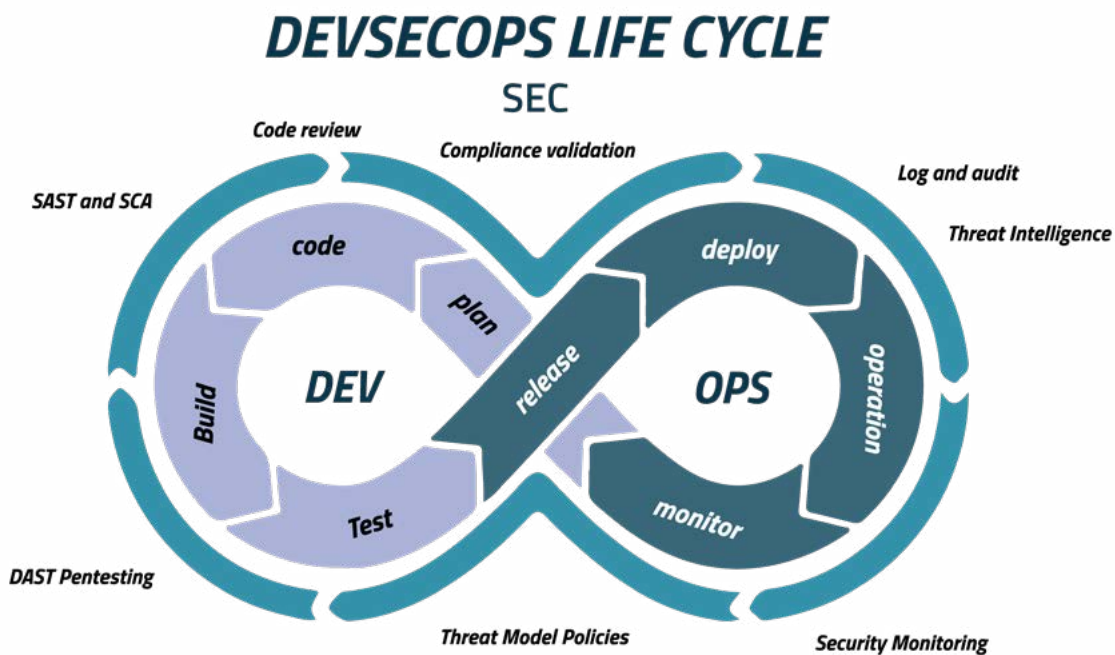 DEVSECOPS LIFE CYCLE
SEC
Code review
Compliance validation
Log and audit
SAST and SCA
Threat Intelligence
code
deploy
plan
release
DEV
OPS
Build
operation
Test
monitor
DAST Pentesting
Threat Model Policies
Security Monitoring